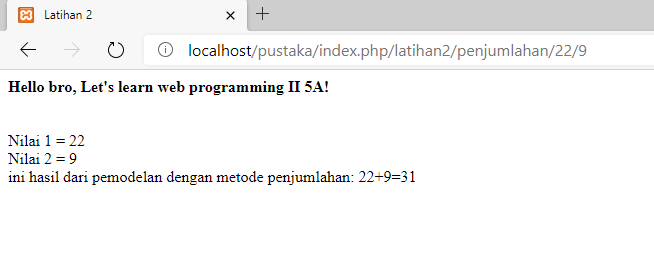 Latihan 2
localhost/pustaka/index.php/latihan2/penjumlahan/22/9
Hello bro, Let's learn web programming II 5A!
Nilai 1 = 22
Nilai 2 = 9
ini hasil dari pemodelan dengan metode penjumlahan: 22+9=31